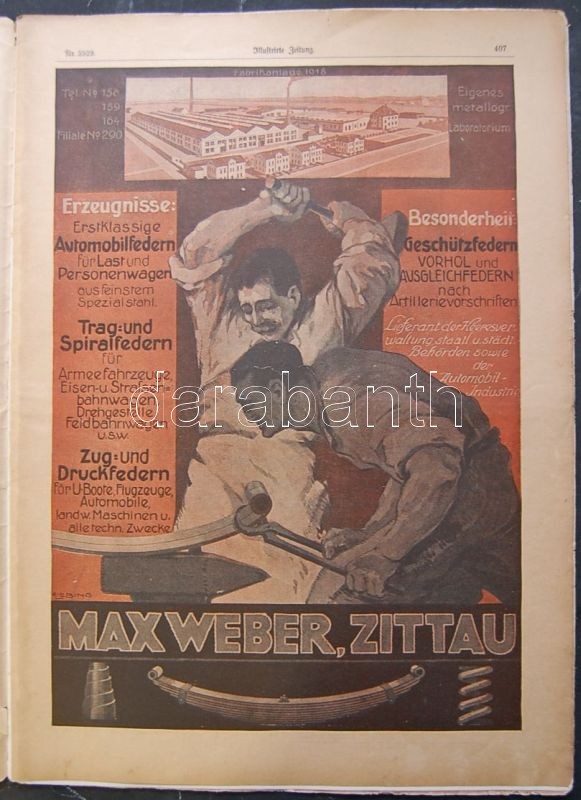 Nr. 3929. Illustrirte Zeitung. 407
Fabrikanlage 1918
Tel. No 158
159
164
Filiale No 290
Eigenes
metallogr.
Laboratorium
Erzeugnisse:
Erstklassige
Automobilfedern
für Last und
Personenwagen
aus feinstem
Spezialstahl.
Trag= und
Spiralfedern
für
Armeefahrzeuge,
Eisen- u. Straßen=
bahnwagen
Drehgestelle
Feldbahnwagen
u.s.w.
Zug= und
Druckfedern
für U-Boote, Flugzeuge,
Automobile,
landw. Maschinen u.
alle techn. Zwecke
Besonderheit:
Geschützfedern
VORHOL und
AUSGLEICHFEDERN
nach
Artillerievorschriften
Lieferant der Heeresver=
waltung staatl. u. städt.
Behörden sowie
der
Automobil-
Industrie
darabanth
MAX WEBER, ZITTAU